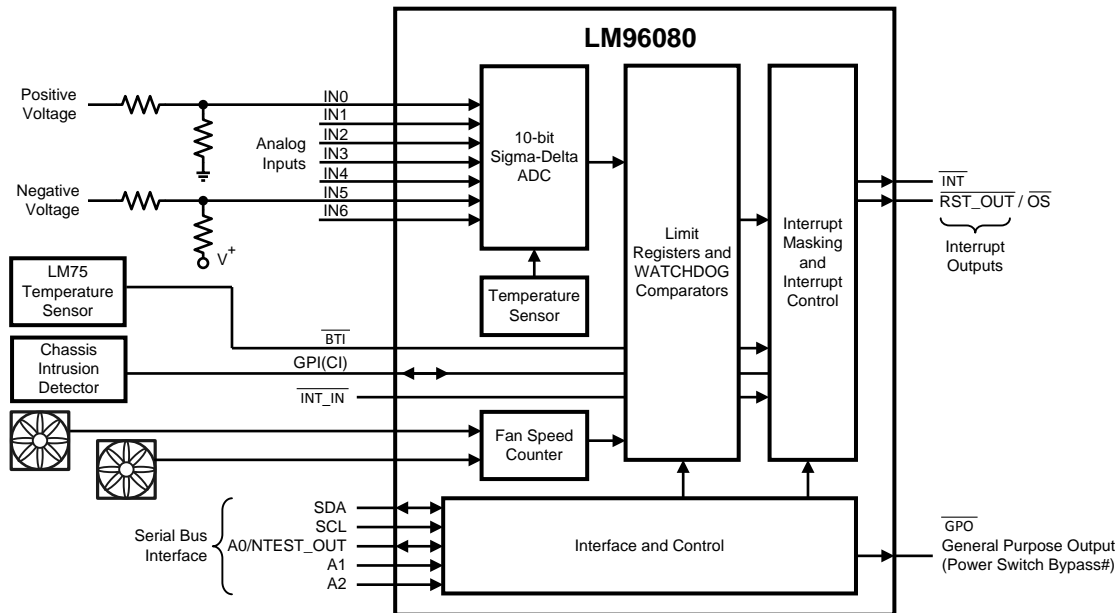 LM96080
Positive
Voltage
IN0
IN1
IN2
IN3
IN4
IN5
IN6
Analog
Inputs
Negative
Voltage
V+
10-bit
Sigma-Delta
ADC
Temperature
Sensor
Limit
Registers and
WATCHDOG
Comparators
Interrupt
Masking
and
Interrupt
Control
INT
RST_OUT / OS
Interrupt
Outputs
LM75
Temperature
Sensor
BTI
Chassis
Intrusion
Detector
GPI(CI)
INT_IN
Fan Speed
Counter
Serial Bus
Interface
SDA
SCL
A0/NTEST_OUT
A1
A2
Interface and Control
GPO
General Purpose Output
(Power Switch Bypass#)